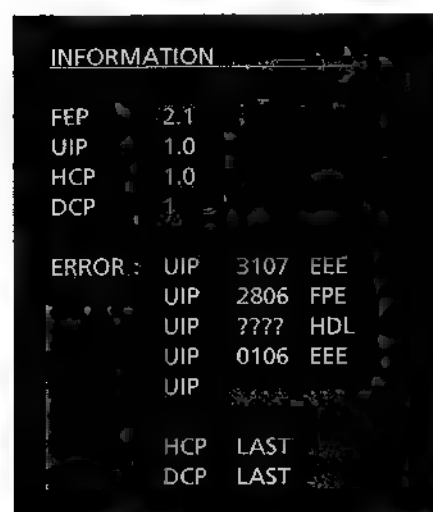 INFORMATION
FEP 2.1
UIP 1.0
HCP 1.0
DCP 1
ERROR : UIP 3107 EEE
UIP 2806 FPE
UIP ???? HDL
UIP 0106 EEE
UIP
HCP LAST
DCP LAST